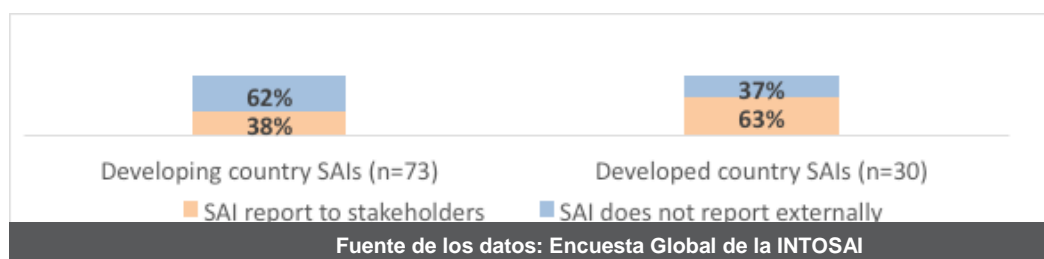 62% 37%
38% 63%
Developing country SAIs (n=73) Developed country SAIs (n=30)
SAI report to stakeholders SAI does not report externally
Fuente de los datos: Encuesta Global de la INTOSAI